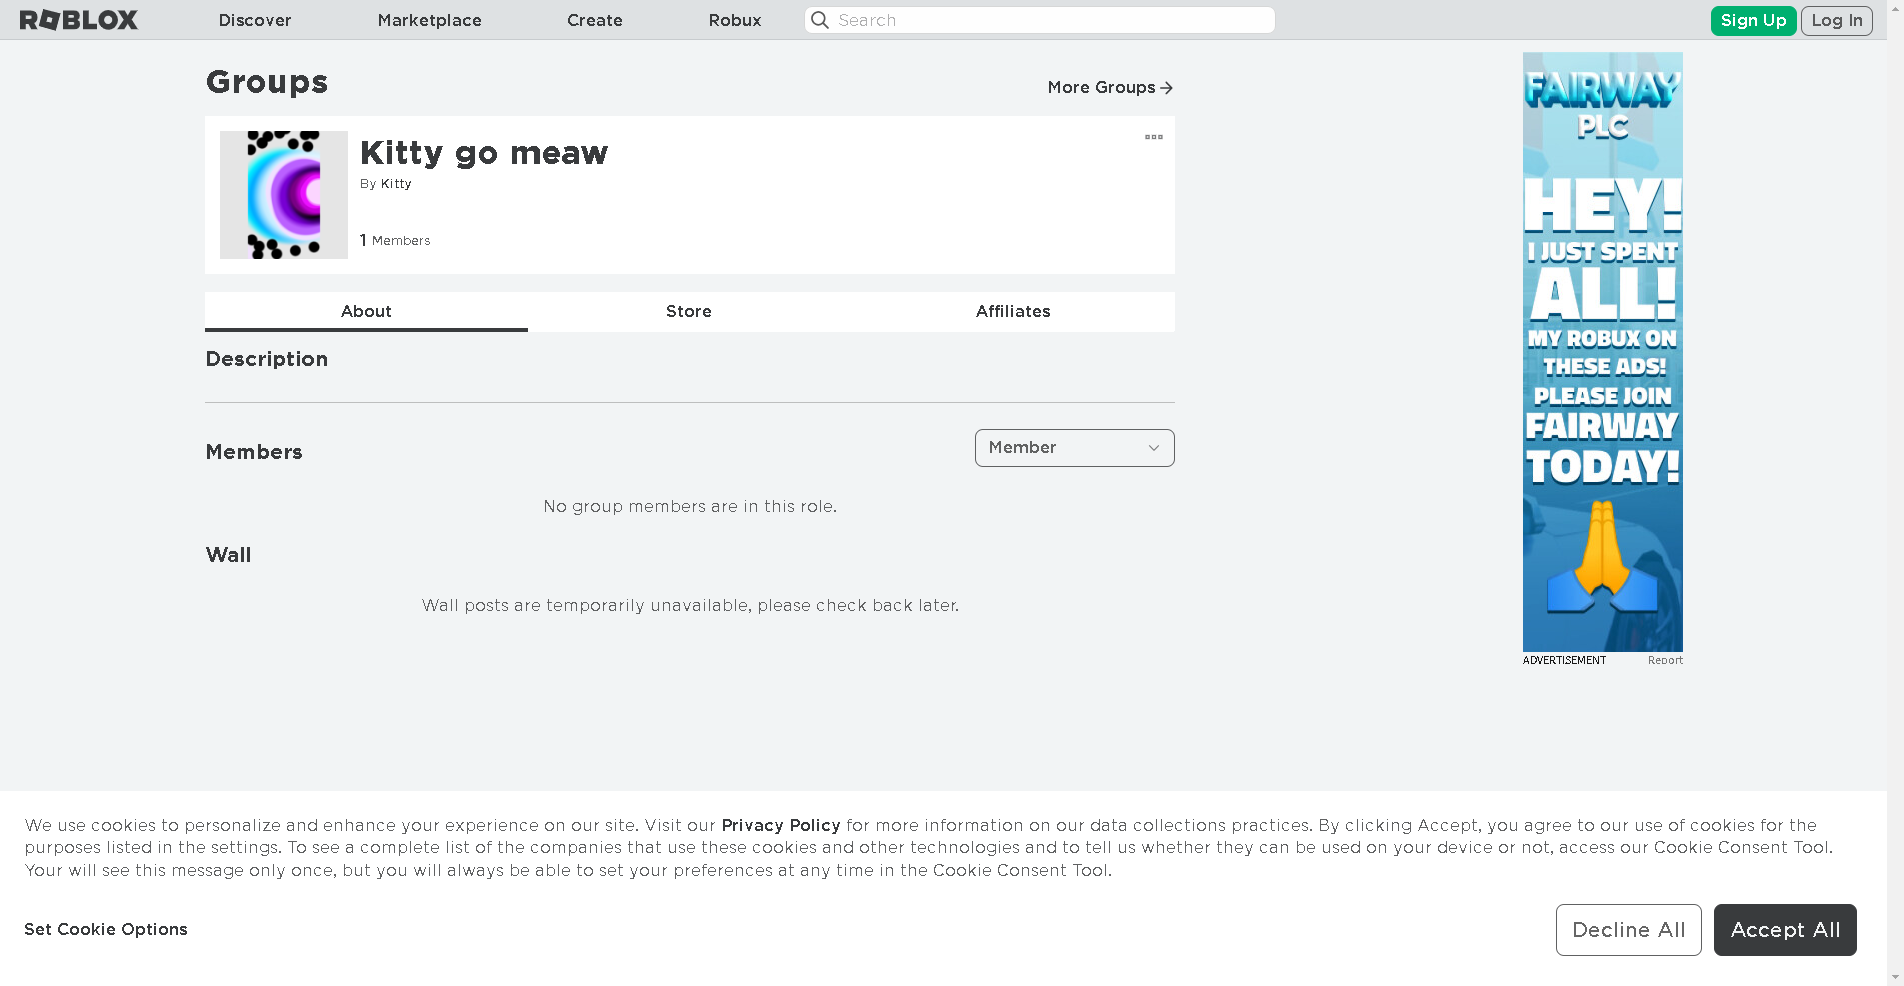 ROBLOX Discover Marketplace Create Robux Search Sign Up Log In
Groups
More Groups
Kitty go meaw
By Kitty
1 Members
About Store Affiliates
Description
Members
Member
No group members are in this role.
Wall
Wall posts are temporarily unavailable, please check back later.
FAIRWAY
PLC
HEY!
I JUST SPENT
ALL!
MY ROBUX ON
THESE ADS!
PLEASE JOIN
FAIRWAY
TODAY!
ADVERTISEMENT Report
We use cookies to personalize and enhance your experience on our site. Visit our Privacy Policy for more information on our data collections practices. By clicking Accept, you agree to our use of cookies for the
purposes listed in the settings. To see a complete list of the companies that use these cookies and other technologies and to tell us whether they can be used on your device or not, access our Cookie Consent Tool.
Your will see this message only once, but you will always be able to set your preferences at any time in the Cookie Consent Tool.
Set Cookie Options
Decline All
Accept All